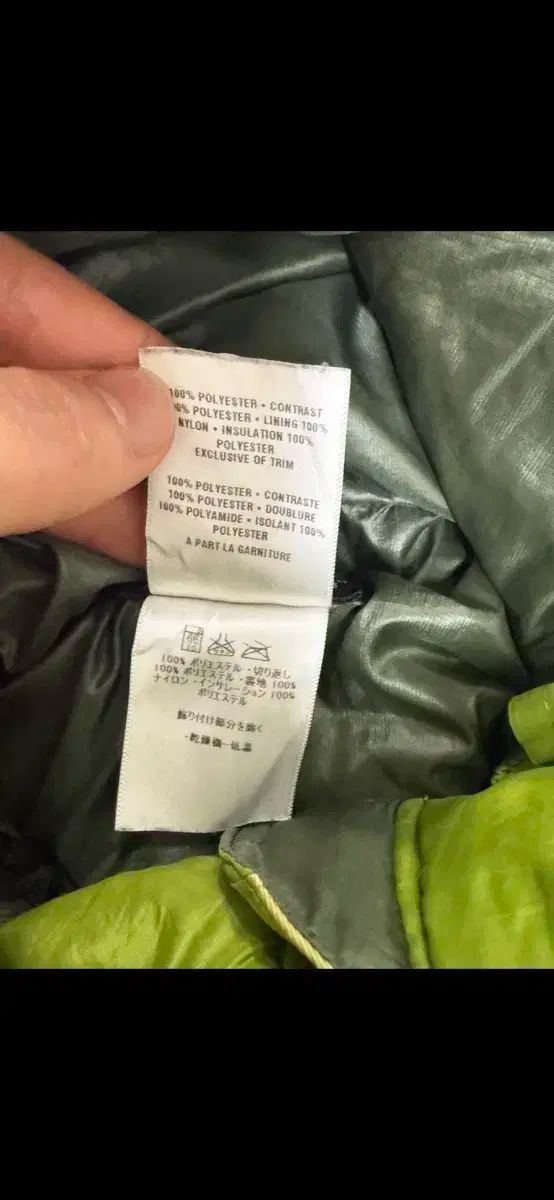 100% POLYESTER • CONTRAST
POLYESTER • LINING 100%
NYLON • INSULATION 100%
POLYESTER
EXCLUSIVE OF TRIM
100% POLYESTER • CONTRASTE
100% POLYESTER • DOUBLURE
100% POLYAMIDE • ISOLANT 100%
POLYESTER
A PART LA GARNITURE
100% ポリエステル・切り返し
100% ポリエステル・裏地 100%
ナイロン・インサレーション 100%
ポリエステル
飾り付け部分を除く
・乾燥機－低温